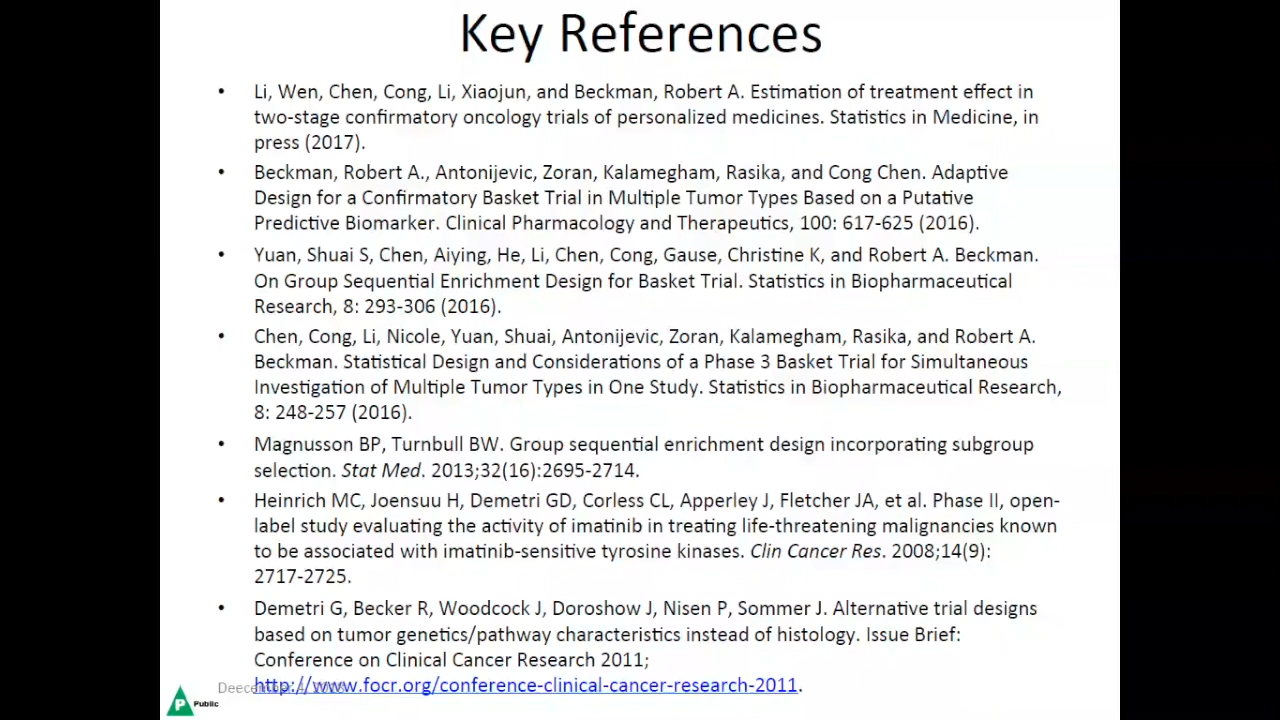 Key References
• Li, Wen, Chen, Cong, Li, Xiaojun, and Beckman, Robert A. Estimation of treatment effect in
two-stage confirmatory oncology trials of personalized medicines. Statistics in Medicine, in
press (2017).
• Beckman, Robert A., Antonijevic, Zoran, Kalamegham, Rasika, and Cong Chen. Adaptive
Design for a Confirmatory Basket Trial in Multiple Tumor Types Based on a Putative
Predictive Biomarker. Clinical Pharmacology and Therapeutics, 100: 617-625 (2016).
• Yuan, Shuai S, Chen, Aiying, He, Li, Chen, Cong, Gause, Christine K, and Robert A. Beckman.
On Group Sequential Enrichment Design for Basket Trial. Statistics in Biopharmaceutical
Research, 8: 293-306 (2016).
• Chen, Cong, Li, Nicole, Yuan, Shuai, Antonijevic, Zoran, Kalamegham, Rasika, and Robert A.
Beckman. Statistical Design and Considerations of a Phase 3 Basket Trial for Simultaneous
Investigation of Multiple Tumor Types in One Study. Statistics in Biopharmaceutical Research,
8: 248-257 (2016).
• Magnusson BP, Turnbull BW. Group sequential enrichment design incorporating subgroup
selection. Stat Med. 2013;32(16):2695-2714.
• Heinrich MC, Joensuu H, Demetri GD, Corless CL, Apperley J, Fletcher JA, et al. Phase II, open-
label study evaluating the activity of imatinib in treating life-threatening malignancies known
to be associated with imatinib-sensitive tyrosine kinases. Clin Cancer Res. 2008;14(9):
2717-2725.
• Demetri G, Becker R, Woodcock J, Doroshow J, Nisen P, Sommer J. Alternative trial designs
based on tumor genetics/pathway characteristics instead of histology. Issue Brief:
Conference on Clinical Cancer Research 2011;
http://www.focr.org/conference-clinical-cancer-research-2011.
P Public